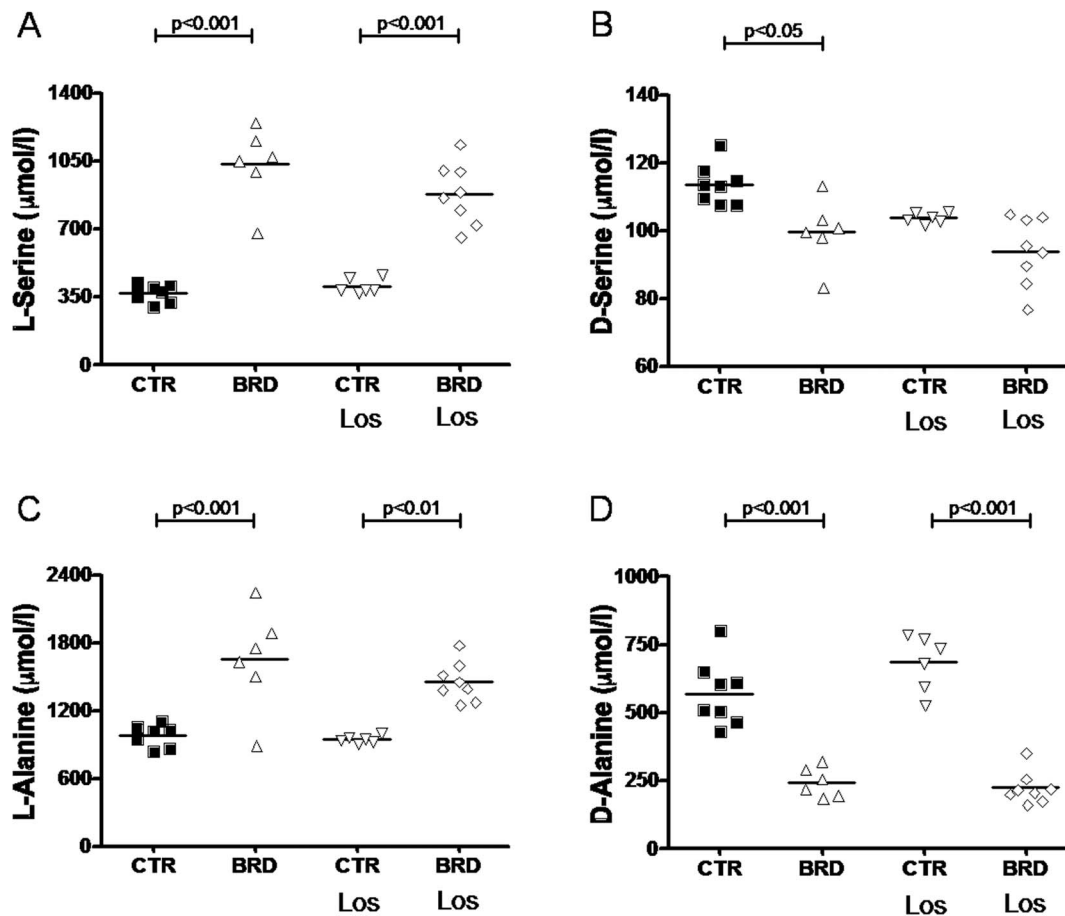 A
p<0.001
p<0.001
L-Serine (μmol/l)
1400
1050
700
350
0
CTR
BRD
CTR
BRD
Los
Los
B
p<0.05
D-Serine (μmol/l)
140
120
100
80
60
CTR
BRD
CTR
BRD
Los
Los
C
p<0.001
p<0.01
L-Alanine (μmol/l)
2400
1800
1200
600
0
CTR
BRD
CTR
BRD
Los
Los
D
p<0.001
p<0.001
D-Alanine (μmol/l)
1000
750
500
250
0
CTR
BRD
CTR
BRD
Los
Los